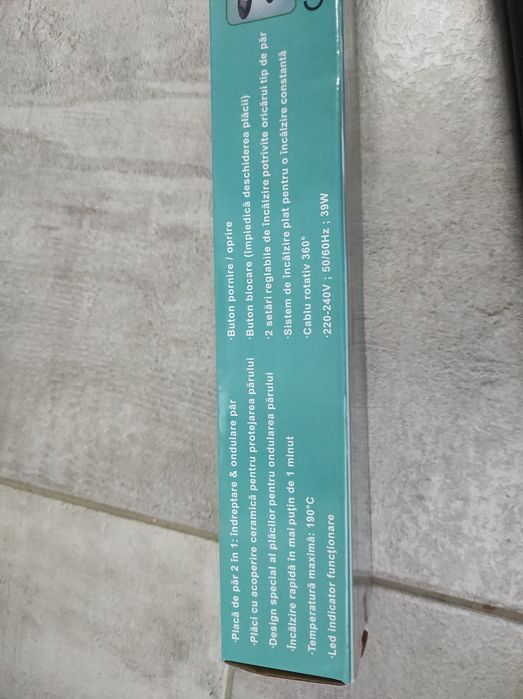 ·Placă de păr 2 în 1: îndreptare & ondulare păr
·Plăci cu acoperire ceramică pentru protejarea părului
·Design special al plăcilor pentru ondularea părului
·Încălzire rapidă în mai puțin de 1 minut
·Temperatură maximă: 190°C
·Led indicator funcționare
·Buton pornire / oprire
·Buton blocare (împiedică deschiderea plăcii)
·2 setări reglabile de încălzire potrivite oricărui tip de păr
·Sistem de încălzire plat pentru o încălzire constantă
·Cablu rotativ 360°
·220-240V ; 50/60Hz ; 39W